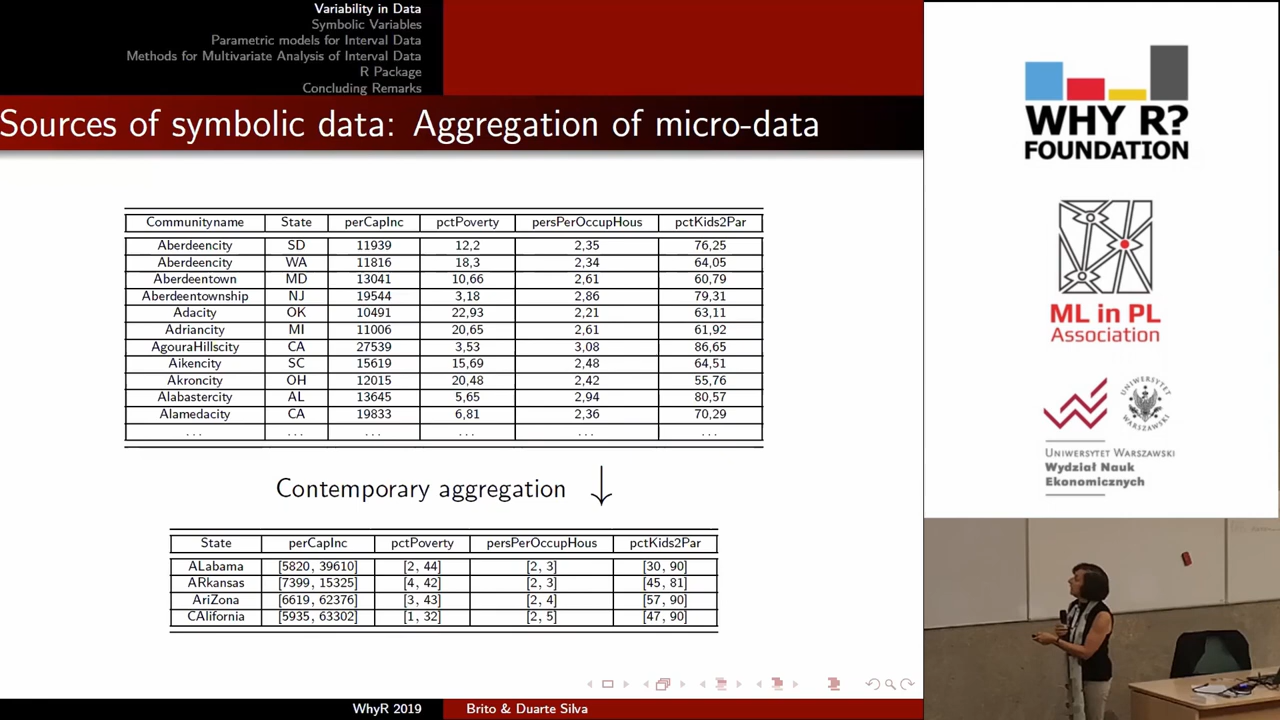 Variability in Data
Symbolic Variables
Parametric models for Interval Data
Methods for Multivariate Analysis of Interval Data
R Package
Concluding Remarks
Sources of symbolic data: Aggregation of micro-data
Communityname State perCapInc pctPoverty persPerOccupHous pctKids2Par
Aberdeencity SD 11939 12,2 2,35 76,25
Aberdeencity WA 11816 18,3 2,34 64,05
Aberdeentown MD 13041 10,66 2,61 60,79
Aberdeentownship NJ 19544 3,18 2,86 79,31
Adacity OK 10491 22,93 2,21 63,11
Adriancity MI 11006 20,65 2,61 61,92
AgouraHillscity CA 27539 3,53 3,08 86,65
Aikencity SC 15619 15,69 2,48 64,51
Akroncity OH 12015 20,48 2,42 55,76
Alabastercity AL 13645 5,65 2,94 80,57
Alamedacity CA 19833 6,81 2,36 70,29
... ... ... ... ... ...
Contemporary aggregation ↓
State perCapInc pctPoverty persPerOccupHous pctKids2Par
ALabama [5820, 39610] [2, 44] [2, 3] [30, 90]
ARkansas [7399, 15325] [4, 42] [2, 3] [45, 81]
AriZona [6619, 62376] [3, 43] [2, 4] [57, 90]
CAlifornia [5935, 63302] [1, 32] [2, 5] [47, 90]
WhyR 2019 Brito & Duarte Silva
WHY R?
FOUNDATION
ML in PL
Association
UNIWERSYTET WARSZAWSKI
Wydział Nauk
Ekonomicznych